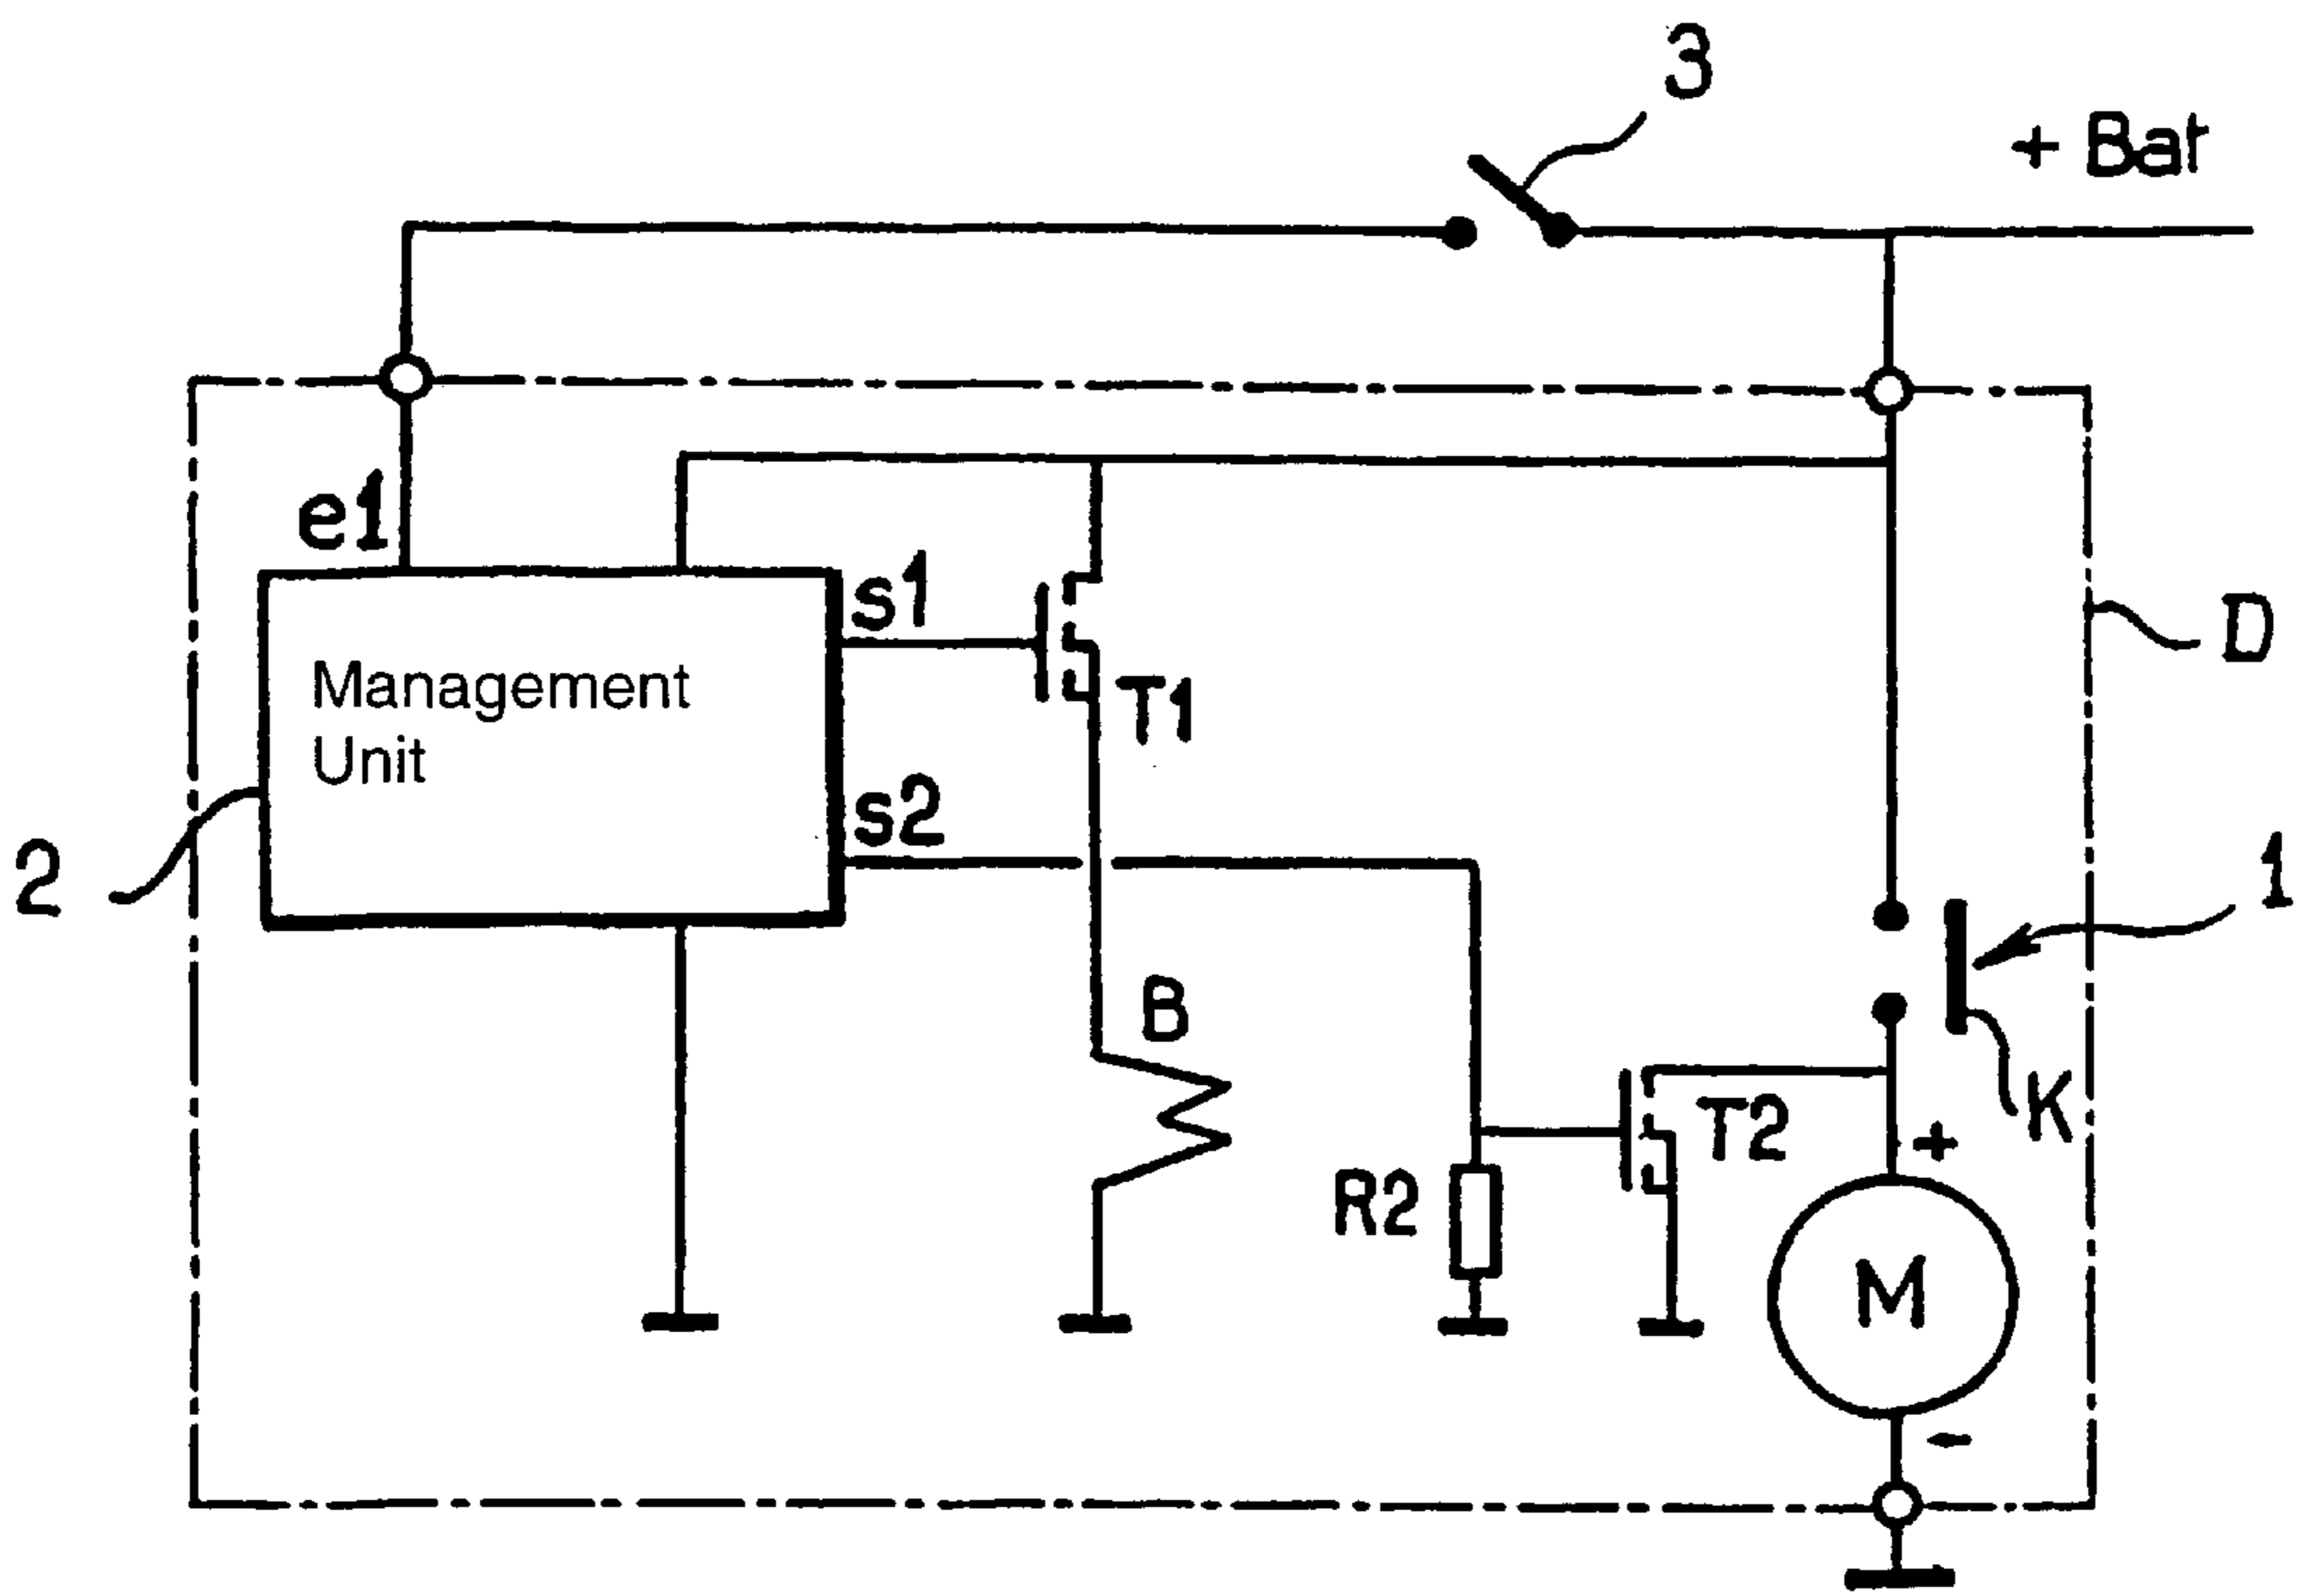 3
+ Bat
e1
s1
D
Management
Unit
T1
s2
2
1
B
K
T2
+
R2
M
-